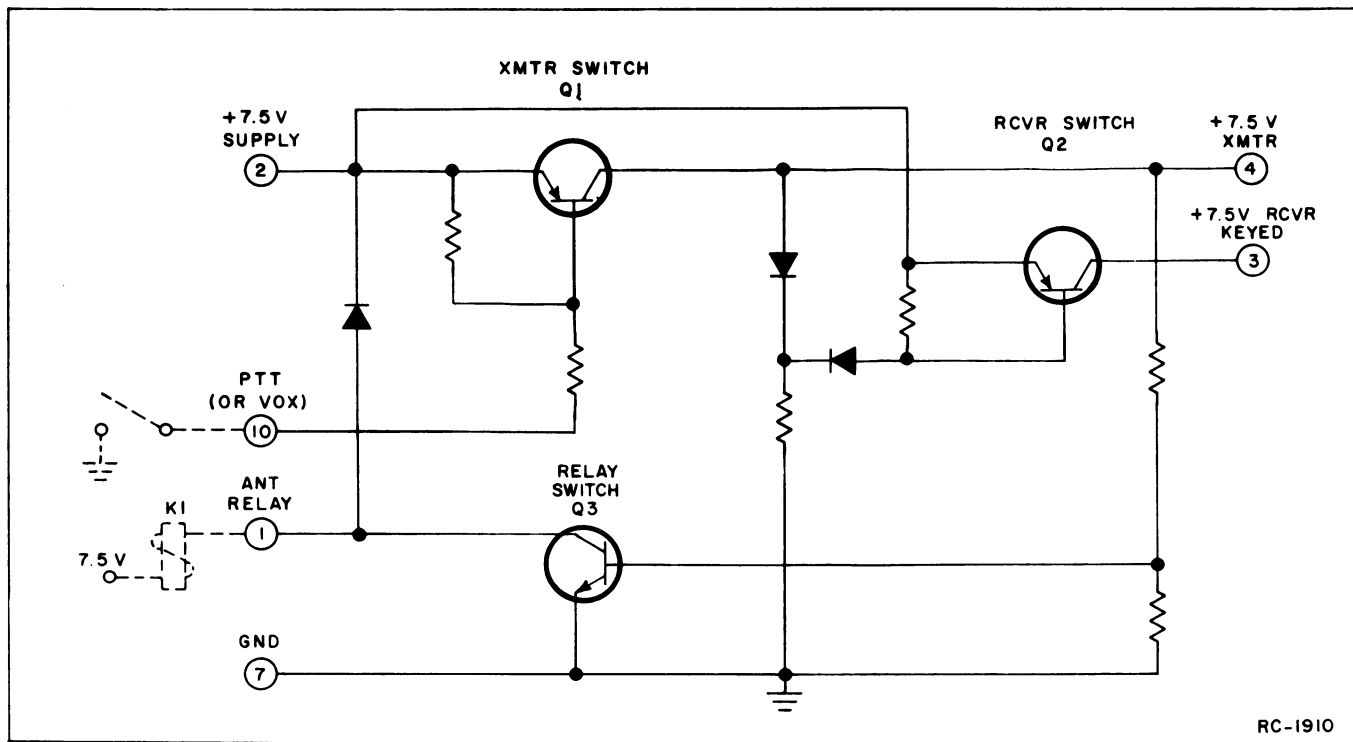 XMTR SWITCH
Q1
+7.5 V
SUPPLY
2
RCVR SWITCH
Q2
+7.5 V
XMTR
4
+7.5V RCVR
KEYED
3
PTT
(OR VOX)
10
ANT
RELAY
1
K1
7.5 V
RELAY
SWITCH
Q3
GND
7
RC-1910